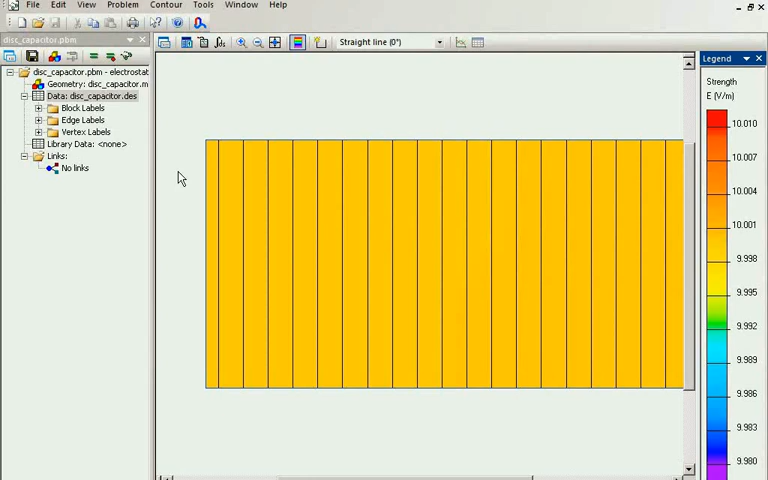 File Edit View Problem Contour Tools Window Help
disc_capacitor.pbm
Straight line (0°)
Legend
disc_capacitor.pbm - electrostat
Geometry: disc_capacitor.m
Data: disc_capacitor.des
Block Labels
Edge Labels
Vertex Labels
Library Data: <none>
Links:
No links
Strength
E (V/m)
10.010
10.007
10.004
10.001
9.998
9.995
9.992
9.989
9.986
9.983
9.980